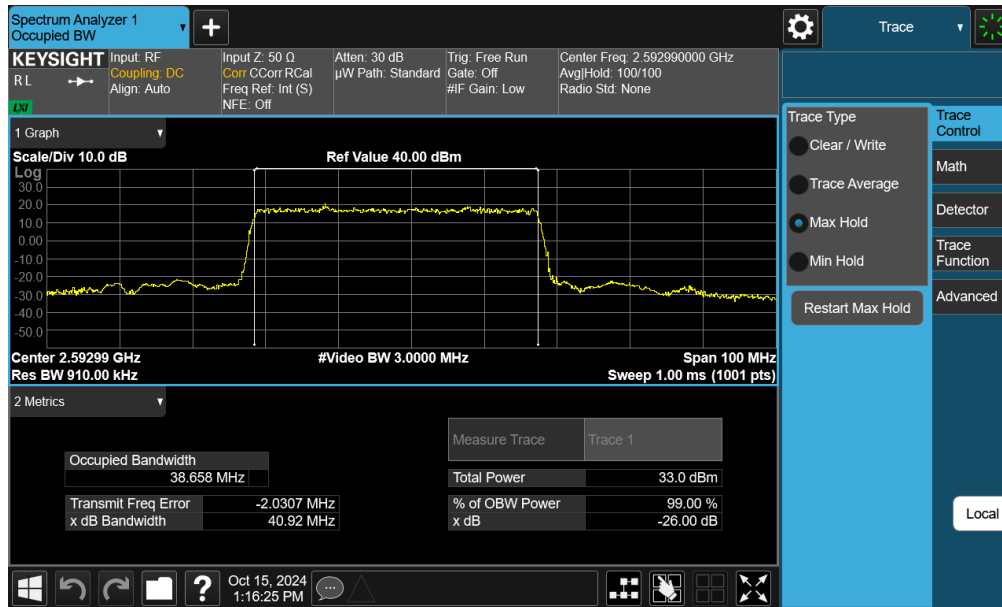 Spectrum Analyzer 1
Occupied BW
Trace
KEYSIGHT
R L
LXI
Input: RF
Coupling: DC
Align: Auto
Input Z: 50 Ω
Corr CCorr RCal
Freq Ref: Int (S)
NFE: Off
Atten: 30 dB
µW Path: Standard
Trig: Free Run
Gate: Off
#IF Gain: Low
Center Freq: 2.592990000 GHz
Avg|Hold: 100/100
Radio Std: None
1 Graph
Scale/Div 10.0 dB
Ref Value 40.00 dBm
Log
30.0
20.0
10.0
0.00
-10.0
-20.0
-30.0
-40.0
-50.0
Center 2.59299 GHz
#Video BW 3.0000 MHz
Span 100 MHz
Res BW 910.00 kHz
Sweep 1.00 ms (1001 pts)
2 Metrics
Measure Trace
Trace 1
Occupied Bandwidth
38.658 MHz
Total Power
33.0 dBm
Transmit Freq Error
-2.0307 MHz
% of OBW Power
99.00 %
x dB Bandwidth
40.92 MHz
x dB
-26.00 dB
Trace Type
Clear / Write
Trace Average
Max Hold
Min Hold
Restart Max Hold
Trace
Control
Math
Detector
Trace
Function
Advanced
Local
?
Oct 15, 2024
1:16:25 PM